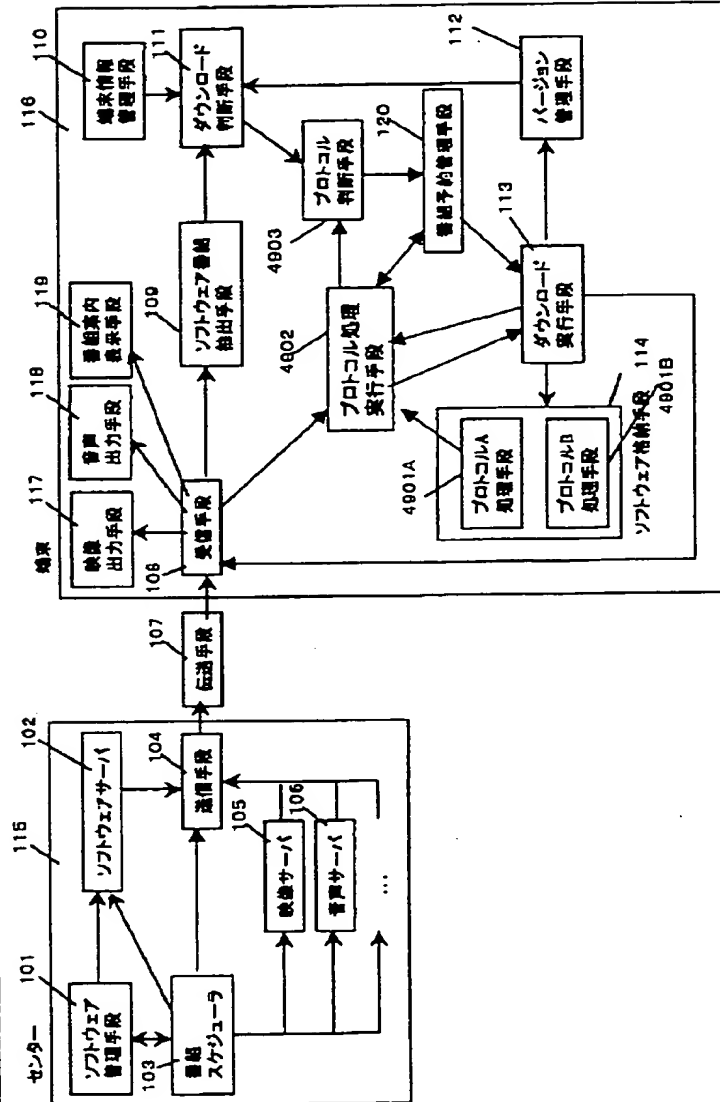 センター
115
101
ソフトウェア
管理手段
102
ソフトウェアサーバ
103
番組
スケジューラ
104
送信手段
105
映像サーバ
106
音声サーバ
...
107
伝送手段
端末
116
117
映像
出力手段
118
音声
出力手段
119
番組案内
表示手段
108
受信手段
109
ソフトウェア番組
抽出手段
110
端末情報
管理手段
111
ダウンロード
判断手段
4903
プロトコル
判断手段
4902
プロトコル処理
実行手段
120
番組予約管理手段
112
バージョン
管理手段
113
ダウンロード
実行手段
114
4901A
プロトコルA
処理手段
4901B
プロトコルB
処理手段
ソフトウェア格納手段